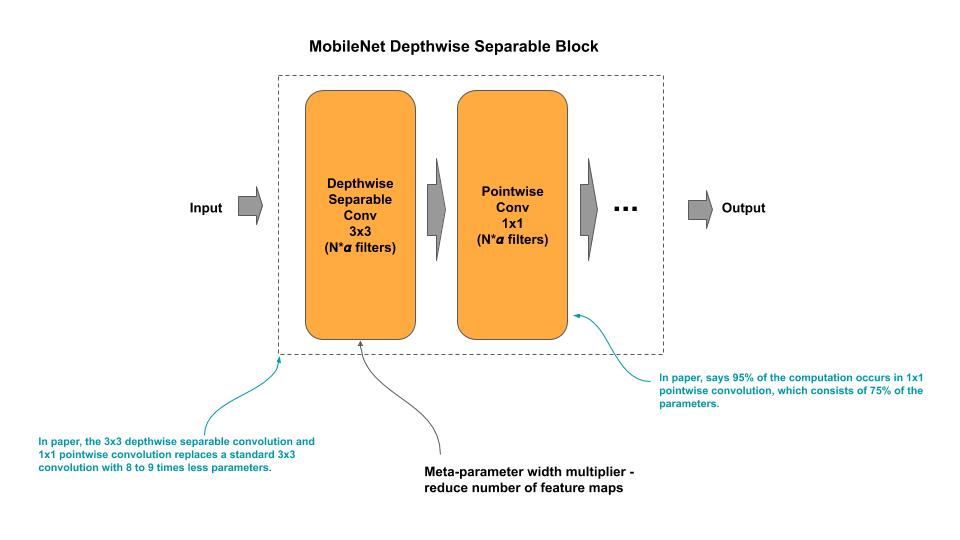 MobileNet Depthwise Separable Block
Input
Depthwise
Separable
Conv
3x3
(N*α filters)
Pointwise
Conv
1x1
(N*α filters)
...
Output
In paper, says 95% of the computation occurs in 1x1
pointwise convolution, which consists of 75% of the
parameters.
In paper, the 3x3 depthwise separable convolution and
1x1 pointwise convolution replaces a standard 3x3
convolution with 8 to 9 times less parameters.
Meta-parameter width multiplier -
reduce number of feature maps